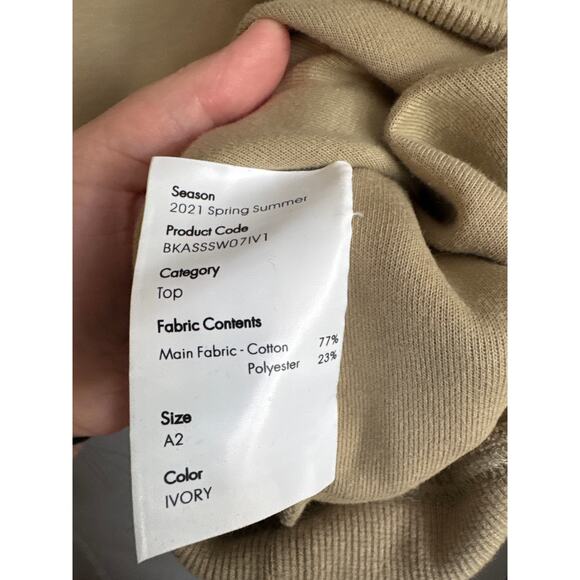 Season
2021 Spring Summer
Product Code
BKASSSW07IV1
Category
Top
Fabric Contents
Main Fabric - Cotton 77%
Polyester 23%
Size
A2
Color
IVORY